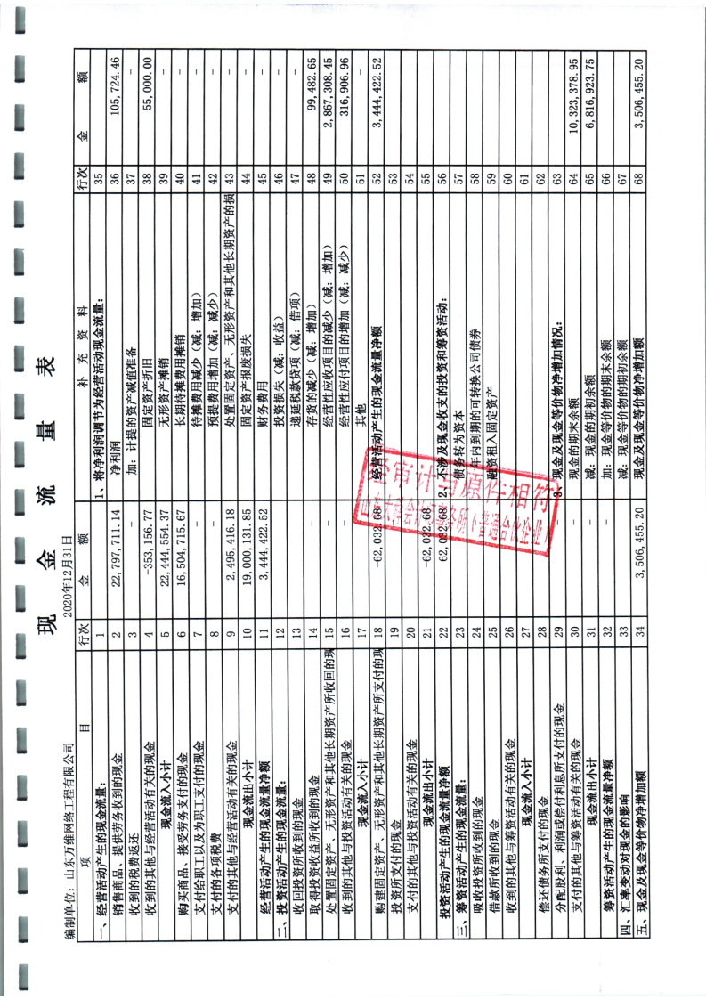 现金流量表
2020年12月31日
编制单位：山东万维网络工程有限公司
项 目 行次 金 额 补 充 资 料 行次 金 额
一、经营活动产生的现金流量： 1 1、将净利润调节为经营活动现金流量： 35
销售商品、提供劳务收到的现金 2 22,797,711.14 净利润 36 105,724.46
收到的税费返还 3 - 加：计提的资产减值准备 37 -
收到的其他与经营活动有关的现金 4 -353,156.77 固定资产折旧 38 55,000.00
现金流入小计 5 22,444,554.37 无形资产摊销 39 -
购买商品、接受劳务支付的现金 6 16,504,715.67 长期待摊费用摊销 40 -
支付给职工以及为职工支付的现金 7 - 待摊费用减少（减：增加） 41 -
支付的各项税费 8 - 预提费用增加（减：减少） 42 -
支付的其他与经营活动有关的现金 9 2,495,416.18 处置固定资产、无形资产和其他长期资产的损 43 -
现金流出小计 10 19,000,131.85 固定资产报废损失 44 -
经营活动产生的现金流量净额 11 3,444,422.52 财务费用 45 -
二、投资活动产生的现金流量： 12 投资损失（减：收益） 46 -
收回投资所收到的现金 13 - 递延税款贷项（减：借项） 47 -
取得投资收益所收到的现金 14 - 存货的减少（减：增加） 48 99,482.65
处置固定资产、无形资产和其他长期资产所收回的现 15 - 经营性应收项目的减少（减：增加） 49 2,867,308.45
收到的其他与投资活动有关的现金 16 - 经营性应付项目的增加（减：减少） 50 316,906.96
现金流入小计 17 - 其他 51 -
购建固定资产、无形资产和其他长期资产所支付的现 18 -62,032.68 经营活动产生的现金流量净额 52 3,444,422.52
投资所支付的现金 19 53
支付的其他与投资活动有关的现金 20 54
现金流出小计 21 -62,032.68 55
投资活动产生的现金流量净额 22 62,032.68 2、不涉及现金收支的投资和筹资活动： 56
三、筹资活动产生的现金流量： 23 债务转为资本 57
吸收投资所收到的现金 24 一年内到期的可转换公司债券 58
借款所收到的现金 25 融资租入固定资产 59
收到的其他与筹资活动有关的现金 26 60
现金流入小计 27 61
偿还债务所支付的现金 28 62
分配股利、利润或偿付利息所支付的现金 29 3、现金及现金等价物净增加情况： 63
支付的其他与筹资活动有关的现金 30 - 现金的期末余额 64 10,323,378.95
现金流出小计 31 - 减：现金的期初余额 65 6,816,923.75
筹资活动产生的现金流量净额 32 - 加：现金等价物的期末余额 66
四、汇率变动对现金的影响 33 减：现金等价物的期初余额 67
五、现金及现金等价物净增加额 34 3,506,455.20 现金及现金等价物净增加额 68 3,506,455.20
经审计与原件相符
会计师事务所（普通合伙企业）